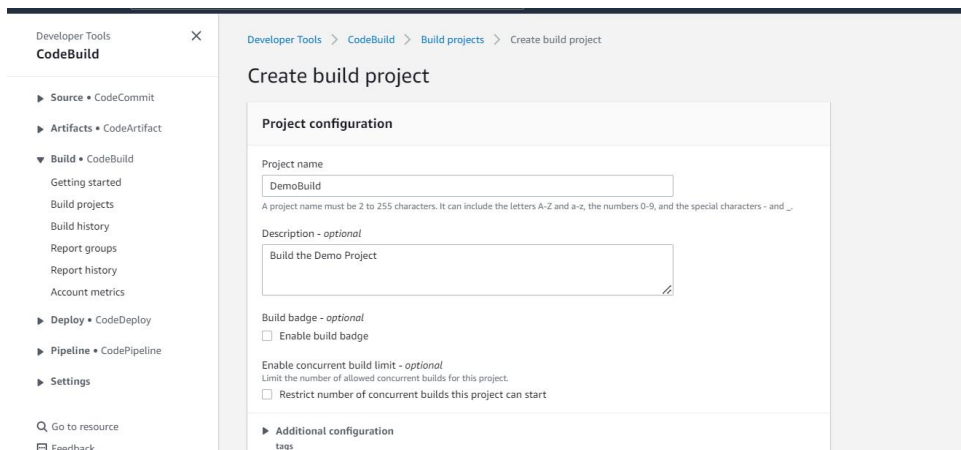 Developer Tools
CodeBuild
Source • CodeCommit
Artifacts • CodeArtifact
Build • CodeBuild
Getting started
Build projects
Build history
Report groups
Report history
Account metrics
Deploy • CodeDeploy
Pipeline • CodePipeline
Settings
Go to resource
Feedback
Developer Tools > CodeBuild > Build projects > Create build project
Create build project
Project configuration
Project name
DemoBuild
A project name must be 2 to 255 characters. It can include the letters A-Z and a-z, the numbers 0-9, and the special characters - and _.
Description - optional
Build the Demo Project
Build badge - optional
Enable build badge
Enable concurrent build limit - optional
Limit the number of allowed concurrent builds for this project.
Restrict number of concurrent builds this project can start
Additional configuration
tags